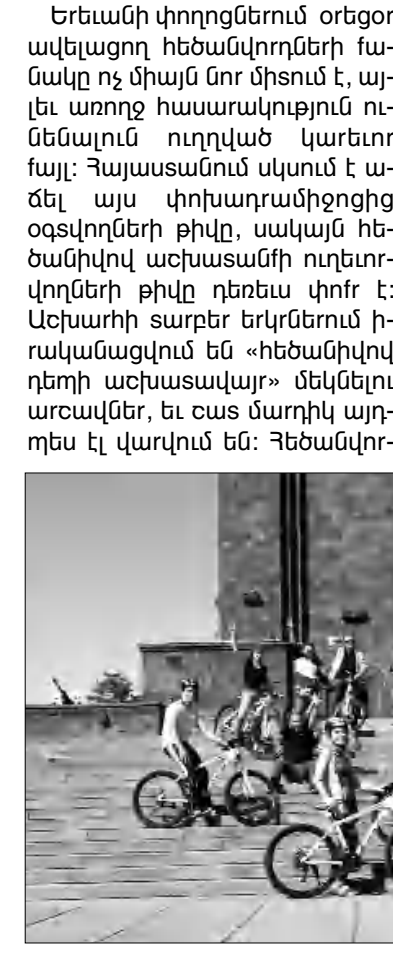 Երեւանի փողոցներում օրեցօր
ավելացող հեծանվորդների քա-
նակը ոչ միայն նոր միտում է, այ-
լեւ առողջ հասարակություն ու-
նենալուն ուղղված կարեւոր
քայլ։ Հայաստանում սկսում է ա-
ճել այս փոխադրամիջոցից
օգտվողների թիվը, սակայն հե-
ծանիվով աշխատանքի ուղեւոր-
վողների թիվը դեռեւս փոքր է։
Աշխարհի տարբեր երկրներում ի-
րականացվում են «հեծանիվով
դեպի աշխատավայր» մեկնելու
արշավներ, եւ շատ մարդիկ այդ-
պես էլ վարվում են։ Հեծանվոր-